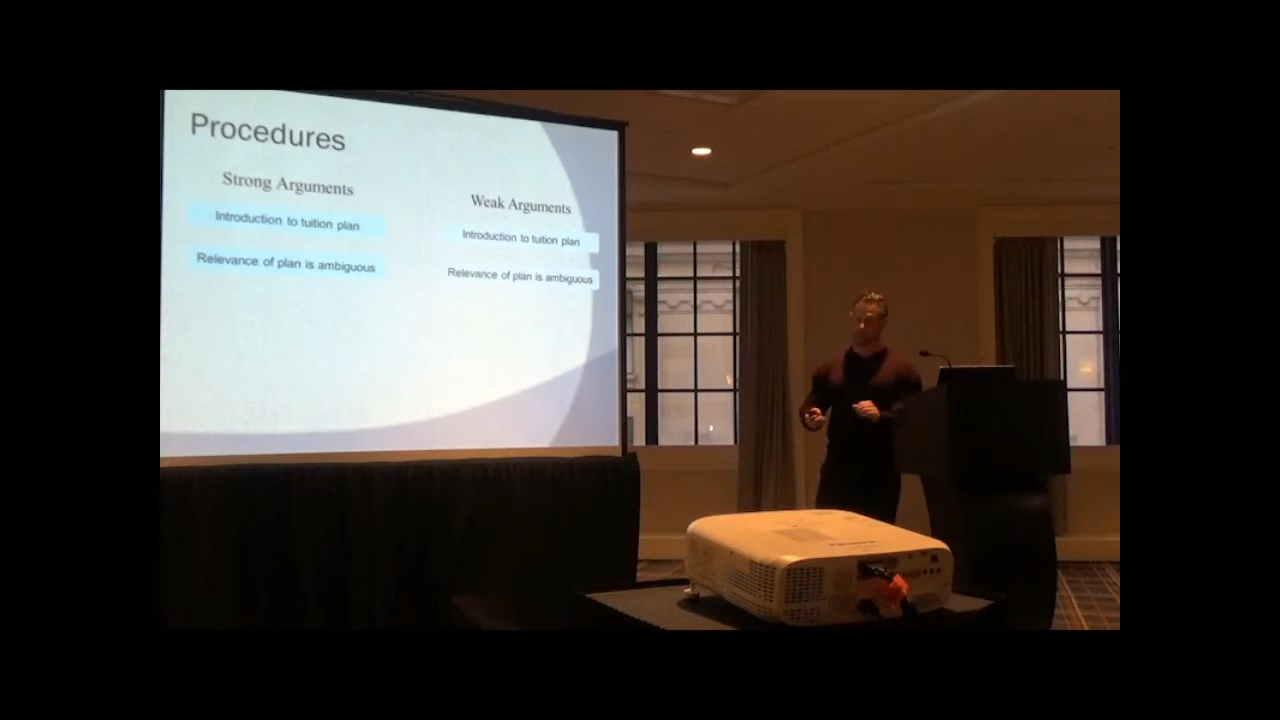 Procedures
Strong Arguments
Introduction to tuition plan
Relevance of plan is ambiguous
Weak Arguments
Introduction to tuition plan
Relevance of plan is ambiguous